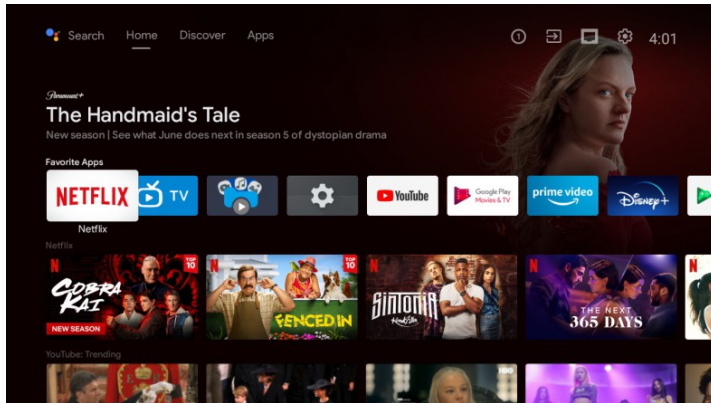 Search Home Discover Apps
1 4:01
Paramount+
The Handmaid's Tale
New season | See what June does next in season 5 of dystopian drama
Favorite Apps
NETFLIX TV YouTube Google Play Movies & TV prime video Disney+
Netflix
Netflix
N COBRA KAI NEW SEASON TOP 10
N FENCED IN TOP 10
N SINTONIA
N THE NEXT 365 DAYS
N
YouTube: Trending
HBO